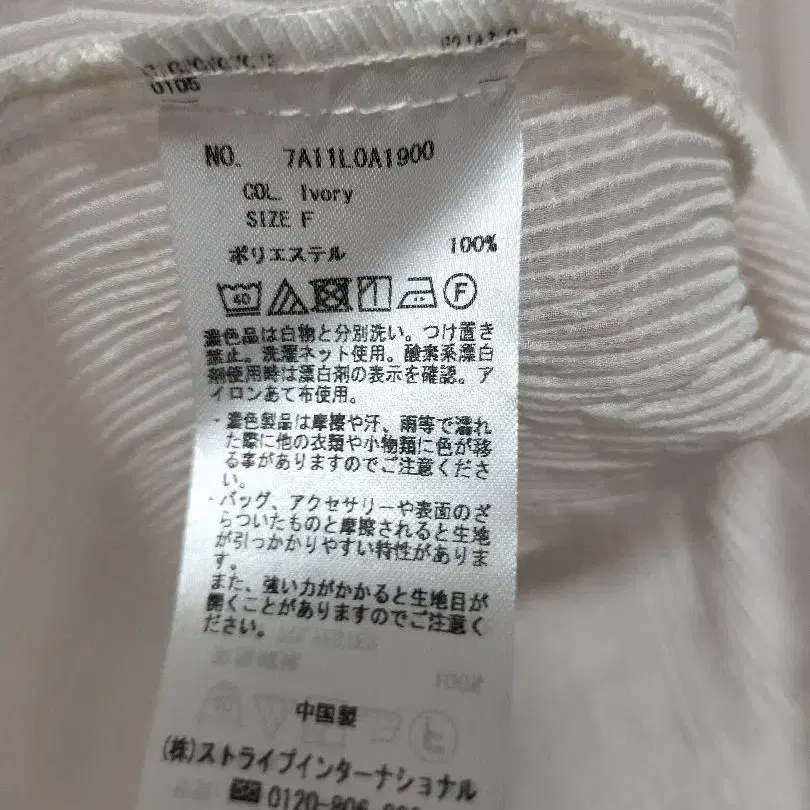 0105
NO. 7A11L0A1900
COL. Ivory
SIZE F
ポリエステル 100%
40
F
濃色品は白物と分別洗い。つけ置き
禁止。洗濯ネット使用。酸素系漂白
剤使用時は漂白剤の表示を確認。ア
イロンあて布使用。
・濃色製品は摩擦や汗、雨等で濡れ
た際に他の衣類や小物類に色が移
る事がありますのでご注意くださ
い。
・バッグ、アクセサリーや表面のざ
らついたものと摩擦されると生地
が引っかかりやすい特性がありま
す。
また、強い力がかかると生地目が
開くことがありますのでご注意く
ださい。
中国製
(株)ストライプインターナショナル
0120-806